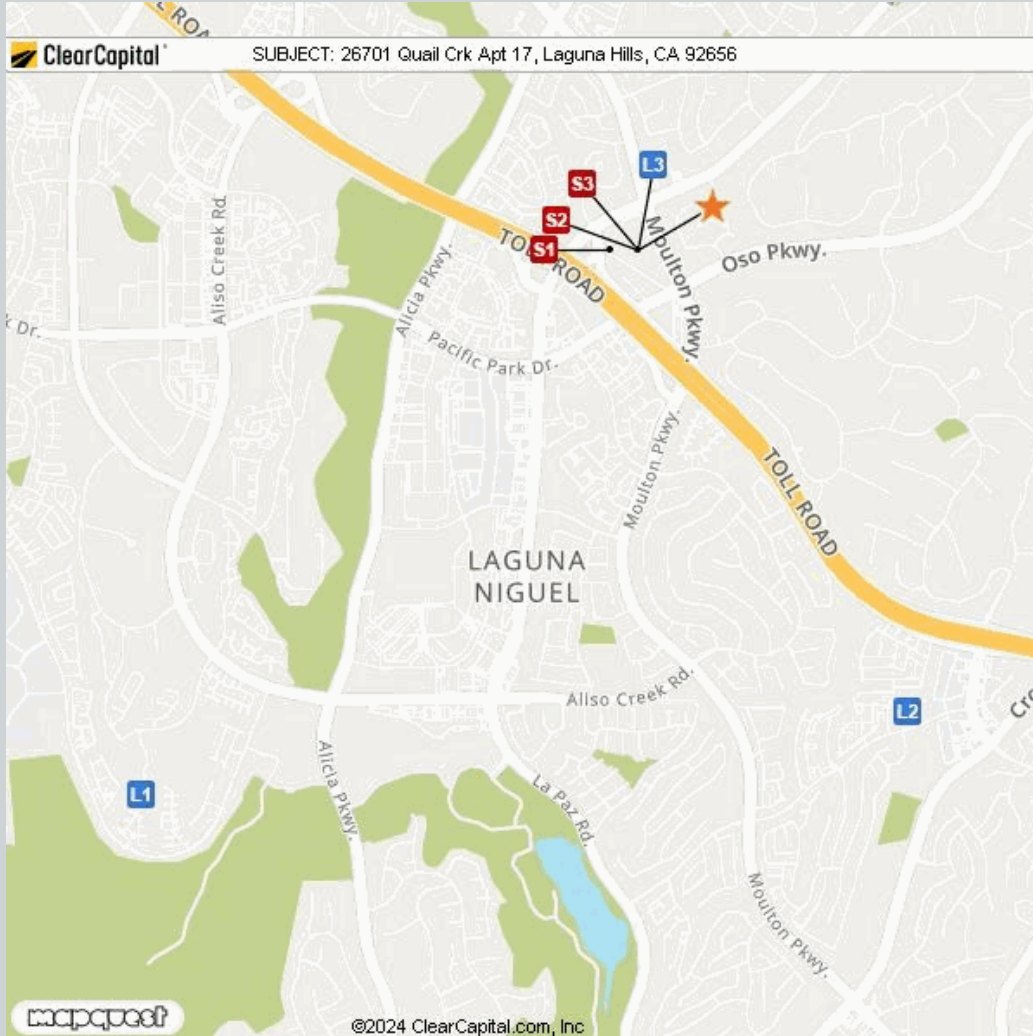 ClearCapital
SUBJECT: 26701 Quail Crk Apt 17, Laguna Hills, CA 92656
L3
S3
S2
S1
TOLL ROAD
Moulton Pkwy.
Oso Pkwy.
Aliso Creek Rd.
Alicia Pkwy.
k Dr.
Pacific Park Dr.
Moulton Pkwy.
TOLL ROAD
LAGUNA
NIGUEL
Aliso Creek Rd.
L2
L1
Alicia Pkwy.
La Paz Rd.
Moulton Pkwy.
mapquest
©2024 ClearCapital.com, Inc